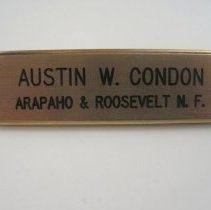 AUSTIN W. CONDON
ARAPAHO & ROOSEVELT N. F.